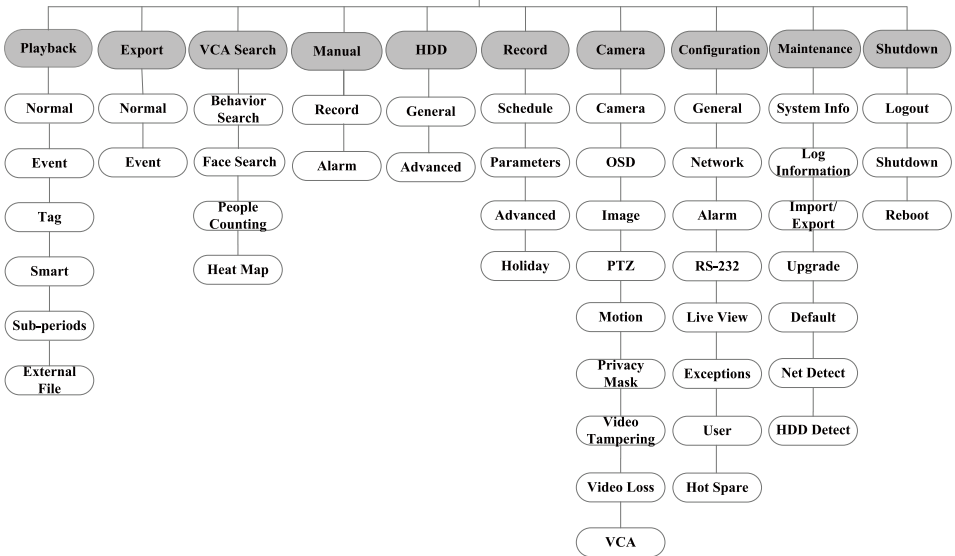 Playback
Export
VCA Search
Manual
HDD
Record
Camera
Configuration
Maintenance
Shutdown
Normal
Event
Tag
Smart
Sub-periods
External
File
Normal
Event
Behavior
Search
Face Search
People
Counting
Heat Map
Record
Alarm
General
Advanced
Schedule
Parameters
Advanced
Holiday
Camera
OSD
Image
PTZ
Motion
Privacy
Mask
Video
Tampering
Video Loss
VCA
General
Network
Alarm
RS-232
Live View
Exceptions
User
Hot Spare
System Info
Log
Information
Import/
Export
Upgrade
Default
Net Detect
HDD Detect
Logout
Shutdown
Reboot